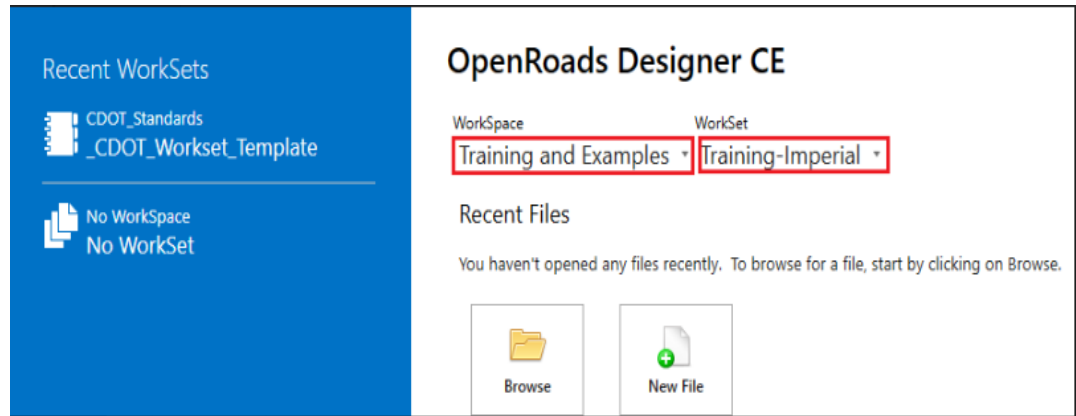 Recent WorkSets
CDOT_Standards
_CDOT_Workset_Template
No WorkSpace
No WorkSet
OpenRoads Designer CE
WorkSpace WorkSet
Training and Examples Training-Imperial
Recent Files
You haven't opened any files recently. To browse for a file, start by clicking on Browse.
Browse New File